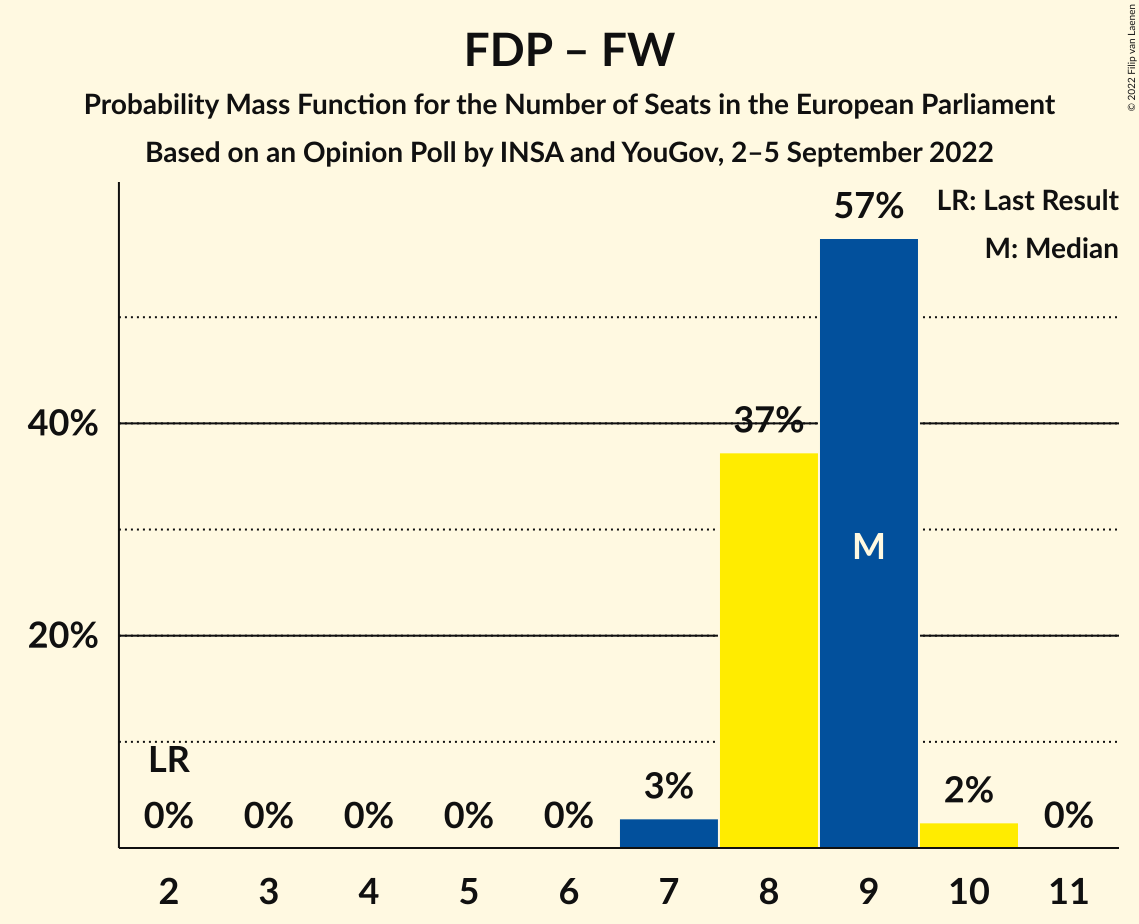 FDP – FW
Probability Mass Function for the Number of Seats in the European Parliament
Based on an Opinion Poll by INSA and YouGov, 2–5 September 2022
© 2022 Filip van Laenen
LR: Last Result
M: Median
57%
40%
37%
M
20%
LR
0% 0% 0% 0% 0% 3% 2% 0%
2 3 4 5 6 7 8 9 10 11